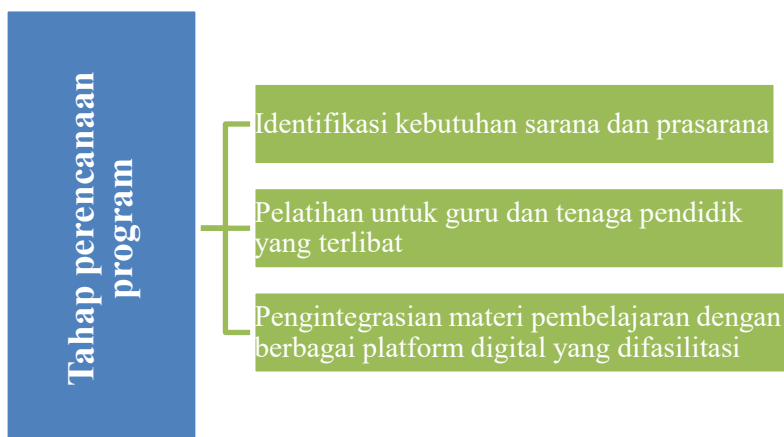 Tahap perencanaan
program
Identifikasi kebutuhan sarana dan prasarana
Pelatihan untuk guru dan tenaga pendidik
yang terlibat
Pengintegrasian materi pembelajaran dengan
berbagai platform digital yang difasilitasi